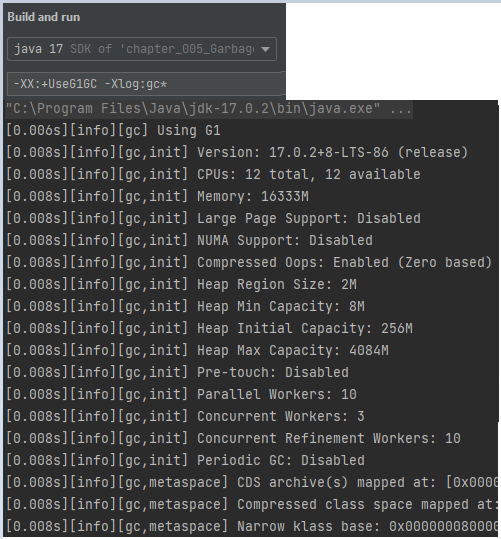 Build and run
java 17 SDK of 'chapter_005_Garbag
-XX:+UseG1GC -Xlog:gc*
"C:\Program Files\Java\jdk-17.0.2\bin\java.exe" ...
[0.006s][info][gc] Using G1
[0.008s][info][gc,init] Version: 17.0.2+8-LTS-86 (release)
[0.008s][info][gc,init] CPUs: 12 total, 12 available
[0.008s][info][gc,init] Memory: 16333M
[0.008s][info][gc,init] Large Page Support: Disabled
[0.008s][info][gc,init] NUMA Support: Disabled
[0.008s][info][gc,init] Compressed Oops: Enabled (Zero based)
[0.008s][info][gc,init] Heap Region Size: 2M
[0.008s][info][gc,init] Heap Min Capacity: 8M
[0.008s][info][gc,init] Heap Initial Capacity: 256M
[0.008s][info][gc,init] Heap Max Capacity: 4084M
[0.008s][info][gc,init] Pre-touch: Disabled
[0.008s][info][gc,init] Parallel Workers: 10
[0.008s][info][gc,init] Concurrent Workers: 3
[0.008s][info][gc,init] Concurrent Refinement Workers: 10
[0.008s][info][gc,init] Periodic GC: Disabled
[0.008s][info][gc,metaspace] CDS archive(s) mapped at: [0x0000
[0.008s][info][gc,metaspace] Compressed class space mapped at:
[0.008s][info][gc,metaspace] Narrow klass base: 0x000000080000